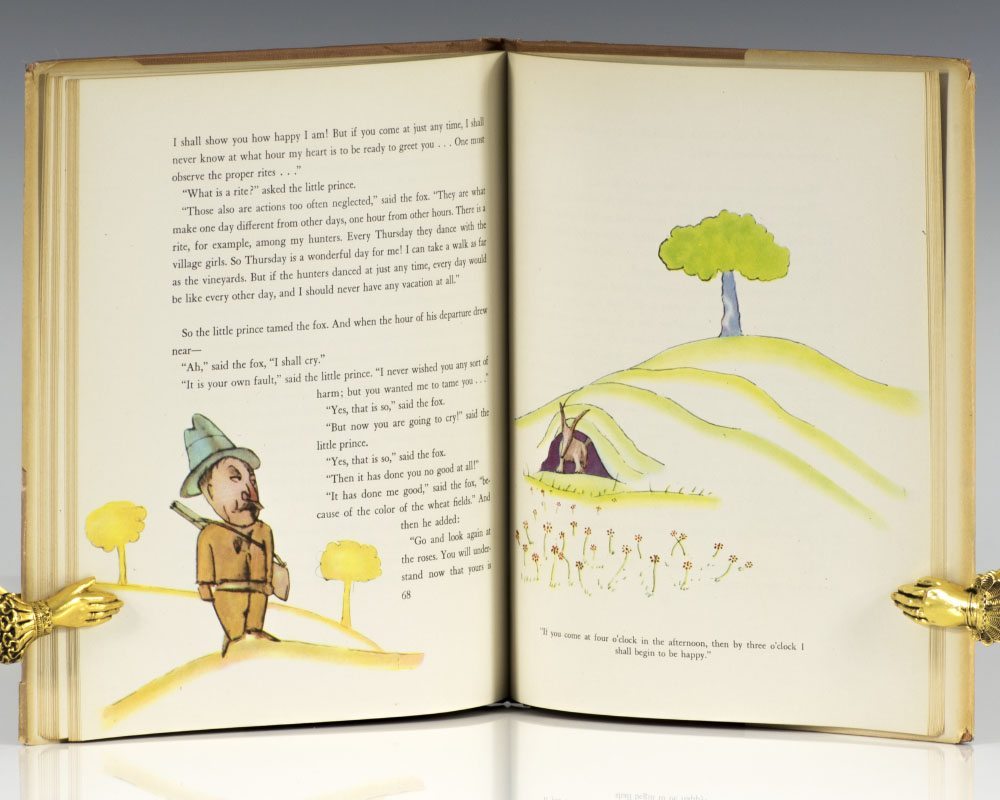 I shall show you how happy I am! But if you come at just any time, I shall
never know at what hour my heart is to be ready to greet you . . . One must
observe the proper rites . . ."
"What is a rite?" asked the little prince.
"Those also are actions too often neglected," said the fox. "They are what
make one day different from other days, one hour from other hours. There is a
rite, for example, among my hunters. Every Thursday they dance with the
village girls. So Thursday is a wonderful day for me! I can take a walk as far
as the vineyards. But if the hunters danced at just any time, every day would
be like every other day, and I should never have any vacation at all."
So the little prince tamed the fox. And when the hour of his departure drew
near—
"Ah," said the fox, "I shall cry."
"It is your own fault," said the little prince. "I never wished you any sort of
harm; but you wanted me to tame you . . ."
"Yes, that is so," said the fox.
"But now you are going to cry!" said the
little prince.
"Yes, that is so," said the fox.
"Then it has done you no good at all!"
"It has done me good," said the fox, "be-
cause of the color of the wheat fields." And
then he added:
"Go and look again at
the roses. You will under-
stand now that yours is
68
"If you come at four o'clock in the afternoon, then by three o'clock I
shall begin to be happy."